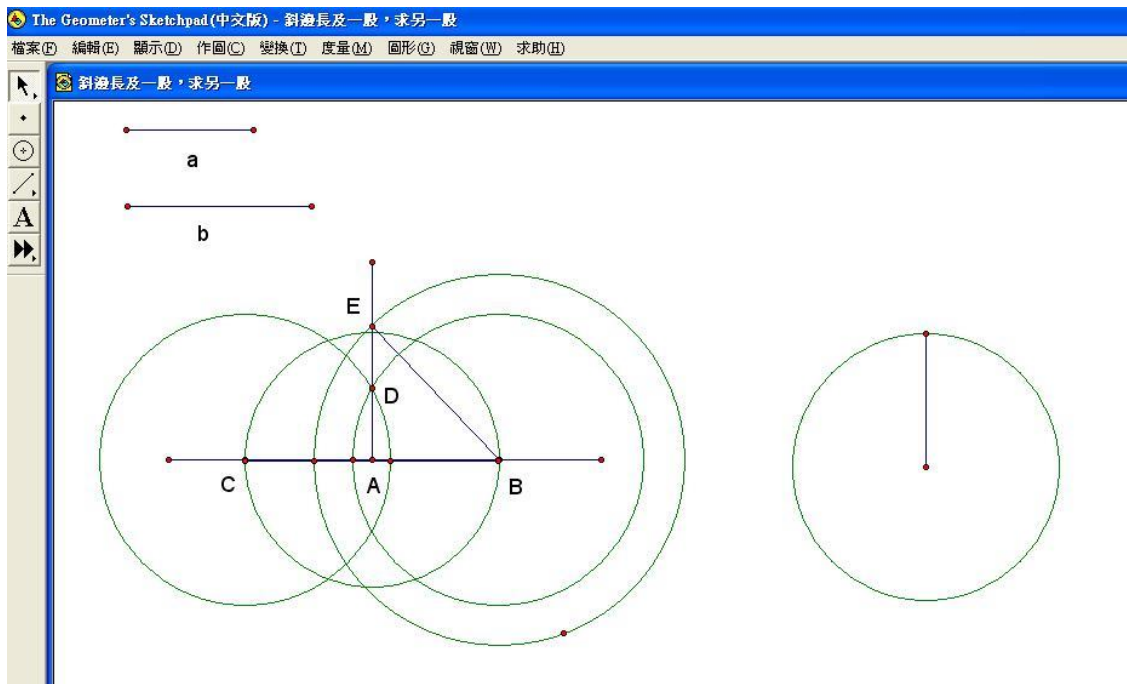 The Geometer's Sketchpad(中文版) - 斜邊長及一股，求另一股
檔案(F) 編輯(E) 顯示(D) 作圖(C) 變換(T) 度量(M) 圖形(G) 視窗(W) 求助(H)
斜邊長及一股，求另一股
A
a
b
E
D
C
A
B